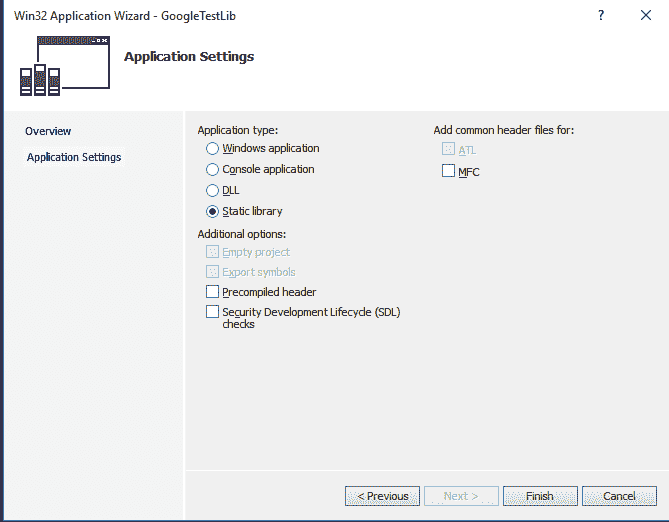 Win32 Application Wizard - GoogleTestLib
Application Settings
Overview
Application Settings
Application type:
Windows application
Console application
DLL
Static library
Additional options:
Empty project
Export symbols
Precompiled header
Security Development Lifecycle (SDL)
checks
Add common header files for:
ATL
MFC
< Previous
Next >
Finish
Cancel